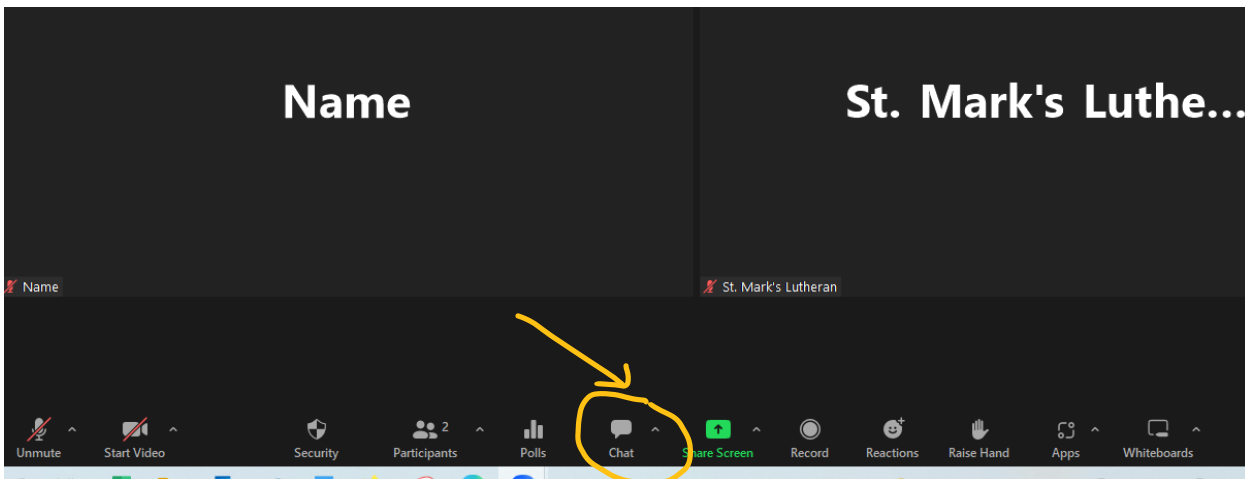 Name
St. Mark's Luthe...
Name
St. Mark's Lutheran
2
Unmute Start Video Security Participants Polls Chat Share Screen Record Reactions Raise Hand Apps Whiteboards